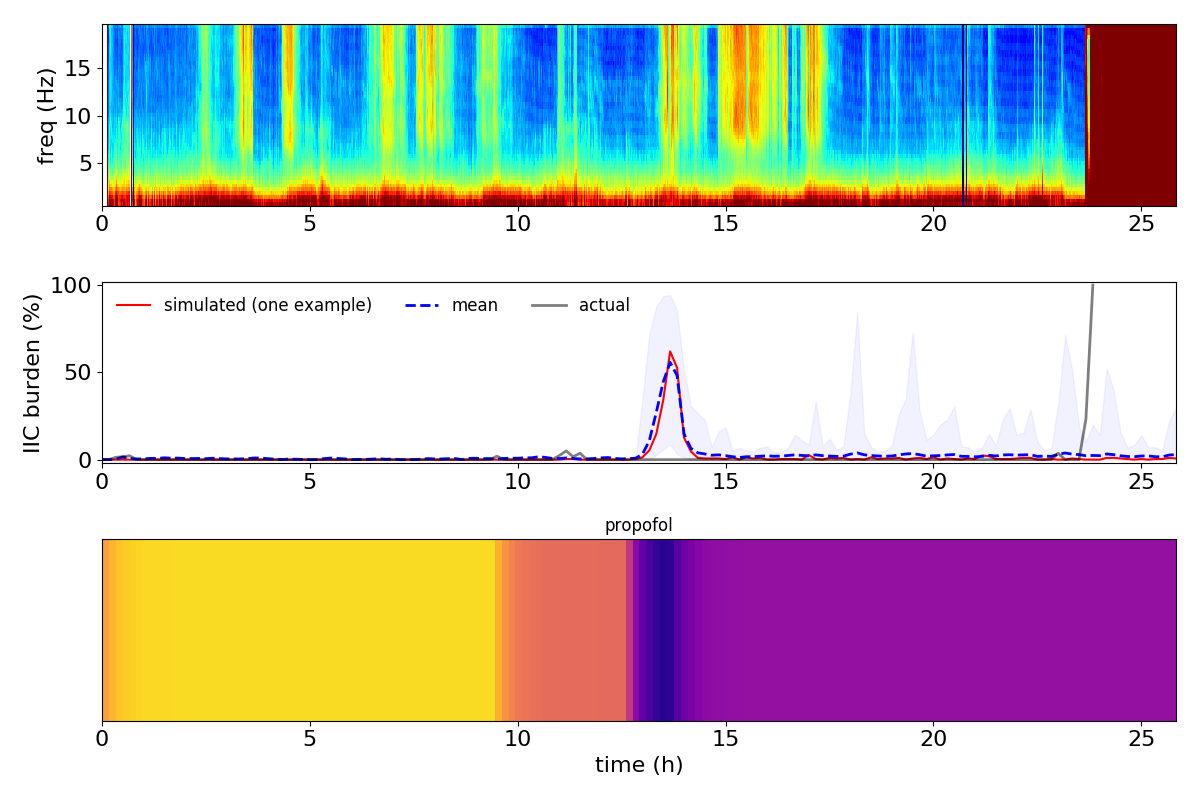 15
10
5
freq (Hz)
0 5 10 15 20 25
100
50
0
IIC burden (%)
simulated (one example) mean actual
0 5 10 15 20 25
propofol
0 5 10 15 20 25
time (h)